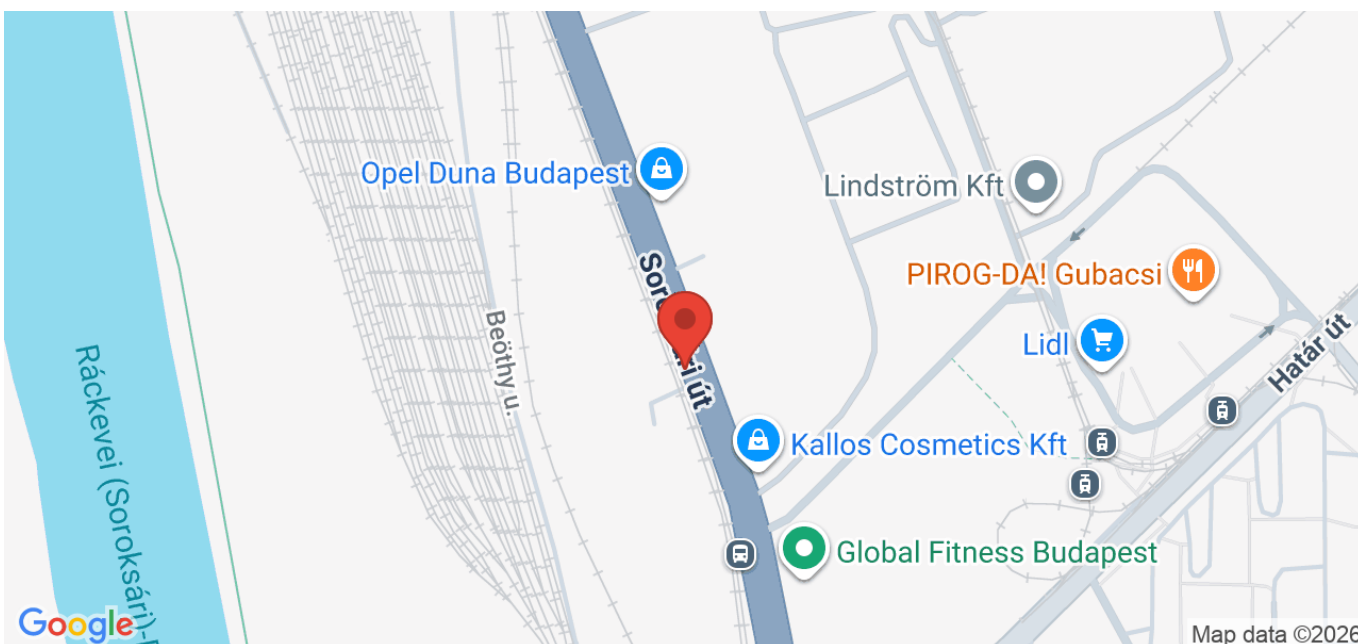 Opel Duna Budapest
Lindström Kft
PIROG-DA! Gubacsi
Beöthy u.
Lidl
Határ út
Ráckevei (Soroksári)-
Kallos Cosmetics Kft
Global Fitness Budapest
Google
Map data ©2026